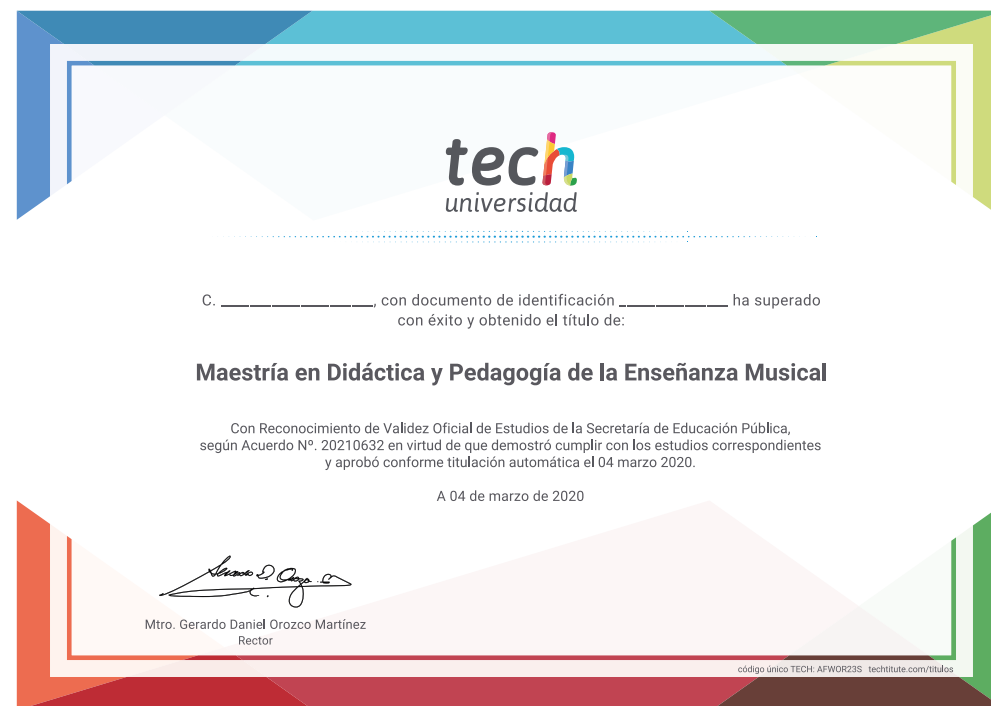 tech
universidad
C. __________________, con documento de identificación _____________ ha superado
con éxito y obtenido el título de:
Maestría en Didáctica y Pedagogía de la Enseñanza Musical
Con Reconocimiento de Validez Oficial de Estudios de la Secretaría de Educación Pública,
según Acuerdo Nº. 20210632 en virtud de que demostró cumplir con los estudios correspondientes
y aprobó conforme titulación automática el 04 marzo 2020.
A 04 de marzo de 2020
Mtro. Gerardo Daniel Orozco Martínez
Rector
código único TECH: AFWOR23S techtitute.com/titulos